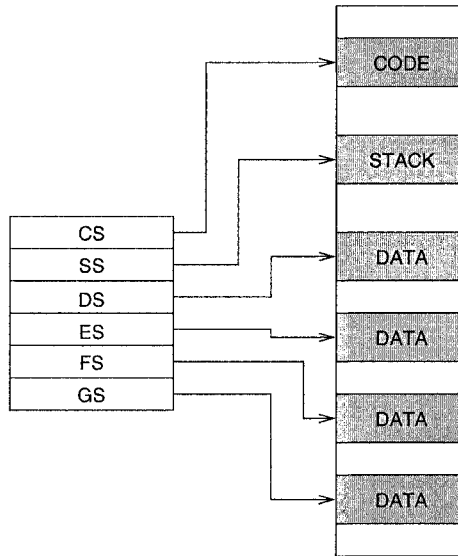 CODE
STACK
CS
SS
DS
ES
FS
GS
DATA
DATA
DATA
DATA